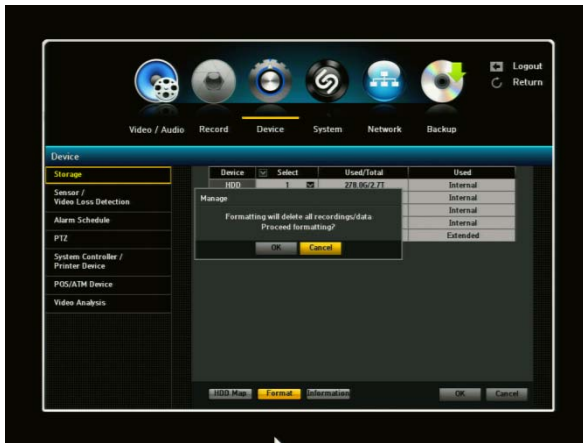 Logout
Return
Video / Audio Record Device System Network Backup
Device
Storage
Sensor /
Video Loss Detection
Alarm Schedule
PTZ
System Controller /
Printer Device
POS/ATM Device
Video Analysis
Device Select Used/Total Used
HDD 1 278.0G/2.7T Internal
Internal
Internal
Internal
Extended
Manage
Formatting will delete all recordings/data
Proceed formatting?
OK Cancel
HDD Map Format Information OK Cancel